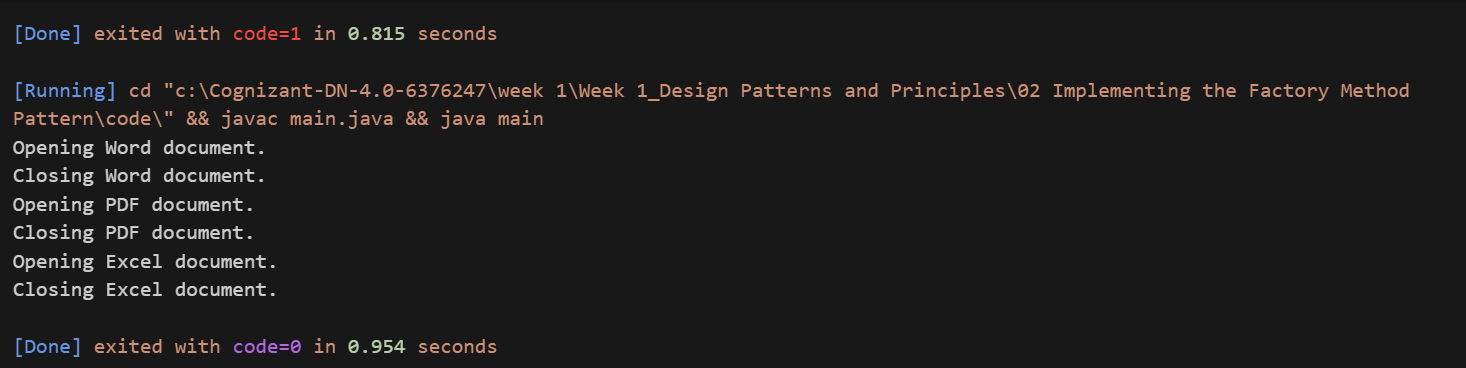 [Done] exited with code=1 in 0.815 seconds
[Running] cd "c:\Cognizant-DN-4.0-6376247\week 1\Week 1_Design Patterns and Principles\02 Implementing the Factory Method
Pattern\code\" && javac main.java && java main
Opening Word document.
Closing Word document.
Opening PDF document.
Closing PDF document.
Opening Excel document.
Closing Excel document.
[Done] exited with code=0 in 0.954 seconds